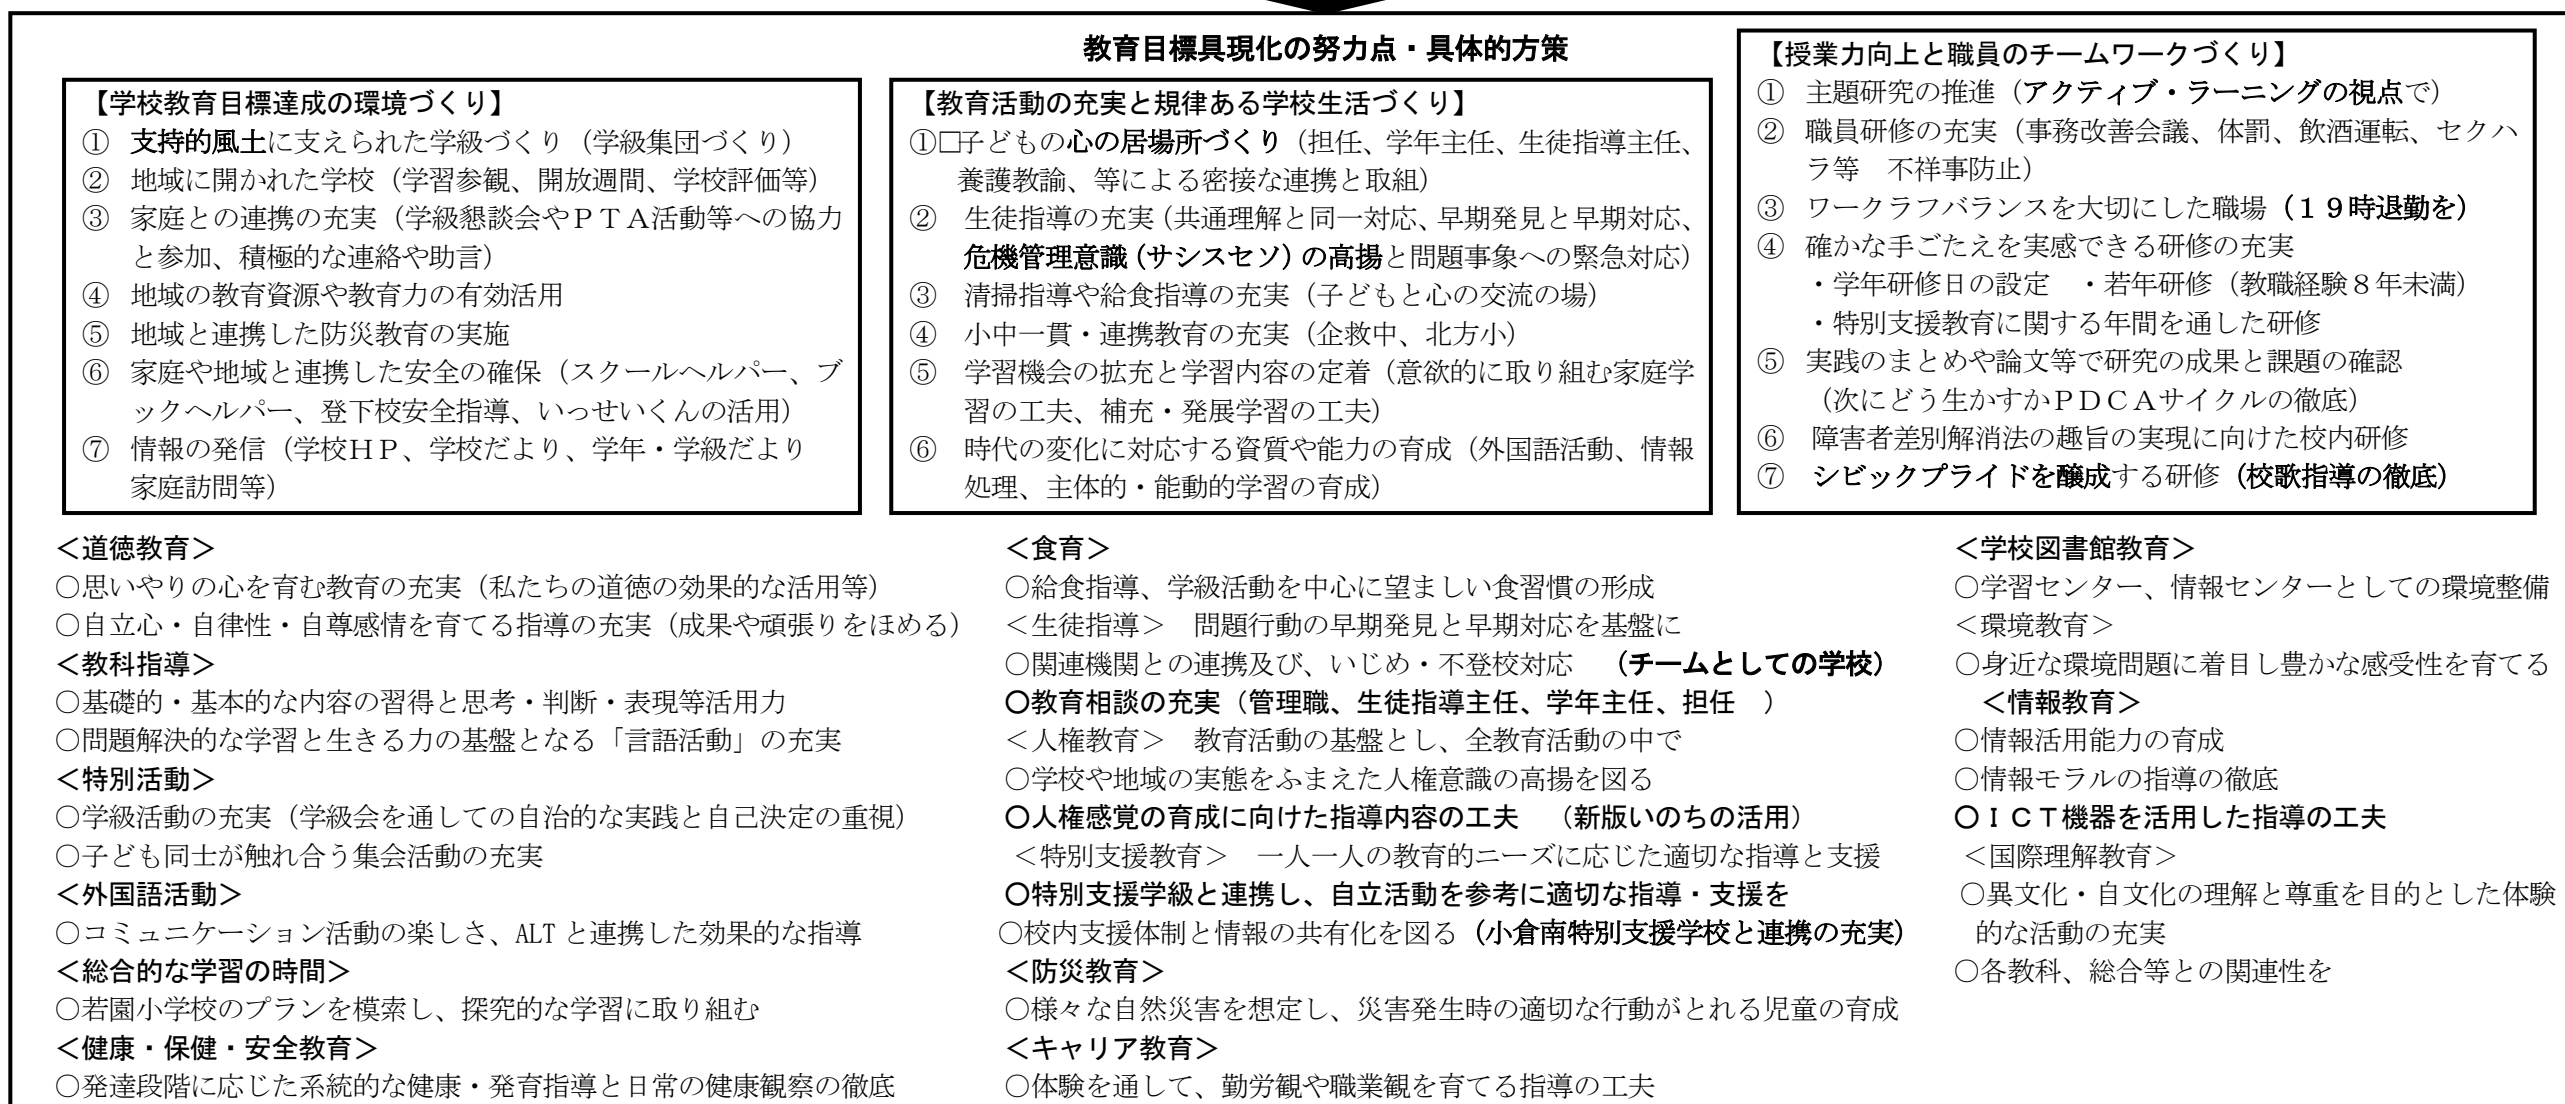 教育目標具現化の努力点・具体的方策
【学校教育目標達成の環境づくり】
① 支持的風土に支えられた学級づくり（学級集団づくり）
② 地域に開かれた学校（学習参観、開放週間、学校評価等）
③ 家庭との連携の充実（学級懇談会やＰＴＡ活動等への協力
と参加、積極的な連絡や助言）
④ 地域の教育資源や教育力の有効活用
⑤ 地域と連携した防災教育の実施
⑥ 家庭や地域と連携した安全の確保（スクールヘルパー、ブ
ックヘルパー、登下校安全指導、いっせいくんの活用）
⑦ 情報の発信（学校ＨＰ、学校だより、学年・学級だより
家庭訪問等）
【教育活動の充実と規律ある学校生活づくり】
①□子どもの心の居場所づくり（担任、学年主任、生徒指導主任、
養護教諭、等による密接な連携と取組）
② 生徒指導の充実（共通理解と同一対応、早期発見と早期対応、
危機管理意識（サシスセソ）の高揚と問題事象への緊急対応）
③ 清掃指導や給食指導の充実（子どもと心の交流の場）
④ 小中一貫・連携教育の充実（企救中、北方小）
⑤ 学習機会の拡充と学習内容の定着（意欲的に取り組む家庭学
習の工夫、補充・発展学習の工夫）
⑥ 時代の変化に対応する資質や能力の育成（外国語活動、情報
処理、主体的・能動的学習の育成）
【授業力向上と職員のチームワークづくり】
① 主題研究の推進（アクティブ・ラーニングの視点で）
② 職員研修の充実（事務改善会議、体罰、飲酒運転、セクハ
ラ等　不祥事防止）
③ ワークラフバランスを大切にした職場（１９時退勤を）
④ 確かな手ごたえを実感できる研修の充実
・学年研修日の設定　・若年研修（教職経験８年未満）
・特別支援教育に関する年間を通した研修
⑤ 実践のまとめや論文等で研究の成果と課題の確認
（次にどう生かすかＰＤＣＡサイクルの徹底）
⑥ 障害者差別解消法の趣旨の実現に向けた校内研修
⑦ シビックプライドを醸成する研修（校歌指導の徹底）
＜道徳教育＞
○思いやりの心を育む教育の充実（私たちの道徳の効果的な活用等）
○自立心・自律性・自尊感情を育てる指導の充実（成果や頑張りをほめる）
＜教科指導＞
○基礎的・基本的な内容の習得と思考・判断・表現等活用力
○問題解決的な学習と生きる力の基盤となる「言語活動」の充実
＜特別活動＞
○学級活動の充実（学級会を通しての自治的な実践と自己決定の重視）
○子ども同士が触れ合う集会活動の充実
＜外国語活動＞
○コミュニケーション活動の楽しさ、ALT と連携した効果的な指導
＜総合的な学習の時間＞
○若園小学校のプランを模索し、探究的な学習に取り組む
＜健康・保健・安全教育＞
○発達段階に応じた系統的な健康・発育指導と日常の健康観察の徹底
＜食育＞
○給食指導、学級活動を中心に望ましい食習慣の形成
＜生徒指導＞　問題行動の早期発見と早期対応を基盤に
○関連機関との連携及び、いじめ・不登校対応　（チームとしての学校）
○教育相談の充実（管理職、生徒指導主任、学年主任、担任　）
＜人権教育＞　教育活動の基盤とし、全教育活動の中で
○学校や地域の実態をふまえた人権意識の高揚を図る
○人権感覚の育成に向けた指導内容の工夫　（新版いのちの活用）
＜特別支援教育＞　一人一人の教育的ニーズに応じた適切な指導と支援
○特別支援学級と連携し、自立活動を参考に適切な指導・支援を
○校内支援体制と情報の共有化を図る（小倉南特別支援学校と連携の充実）
＜防災教育＞
○様々な自然災害を想定し、災害発生時の適切な行動がとれる児童の育成
＜キャリア教育＞
○体験を通して、勤労観や職業観を育てる指導の工夫
＜学校図書館教育＞
○学習センター、情報センターとしての環境整備
＜環境教育＞
○身近な環境問題に着目し豊かな感受性を育てる
＜情報教育＞
○情報活用能力の育成
○情報モラルの指導の徹底
○ＩＣＴ機器を活用した指導の工夫
＜国際理解教育＞
○異文化・自文化の理解と尊重を目的とした体験
的な活動の充実
○各教科、総合等との関連性を